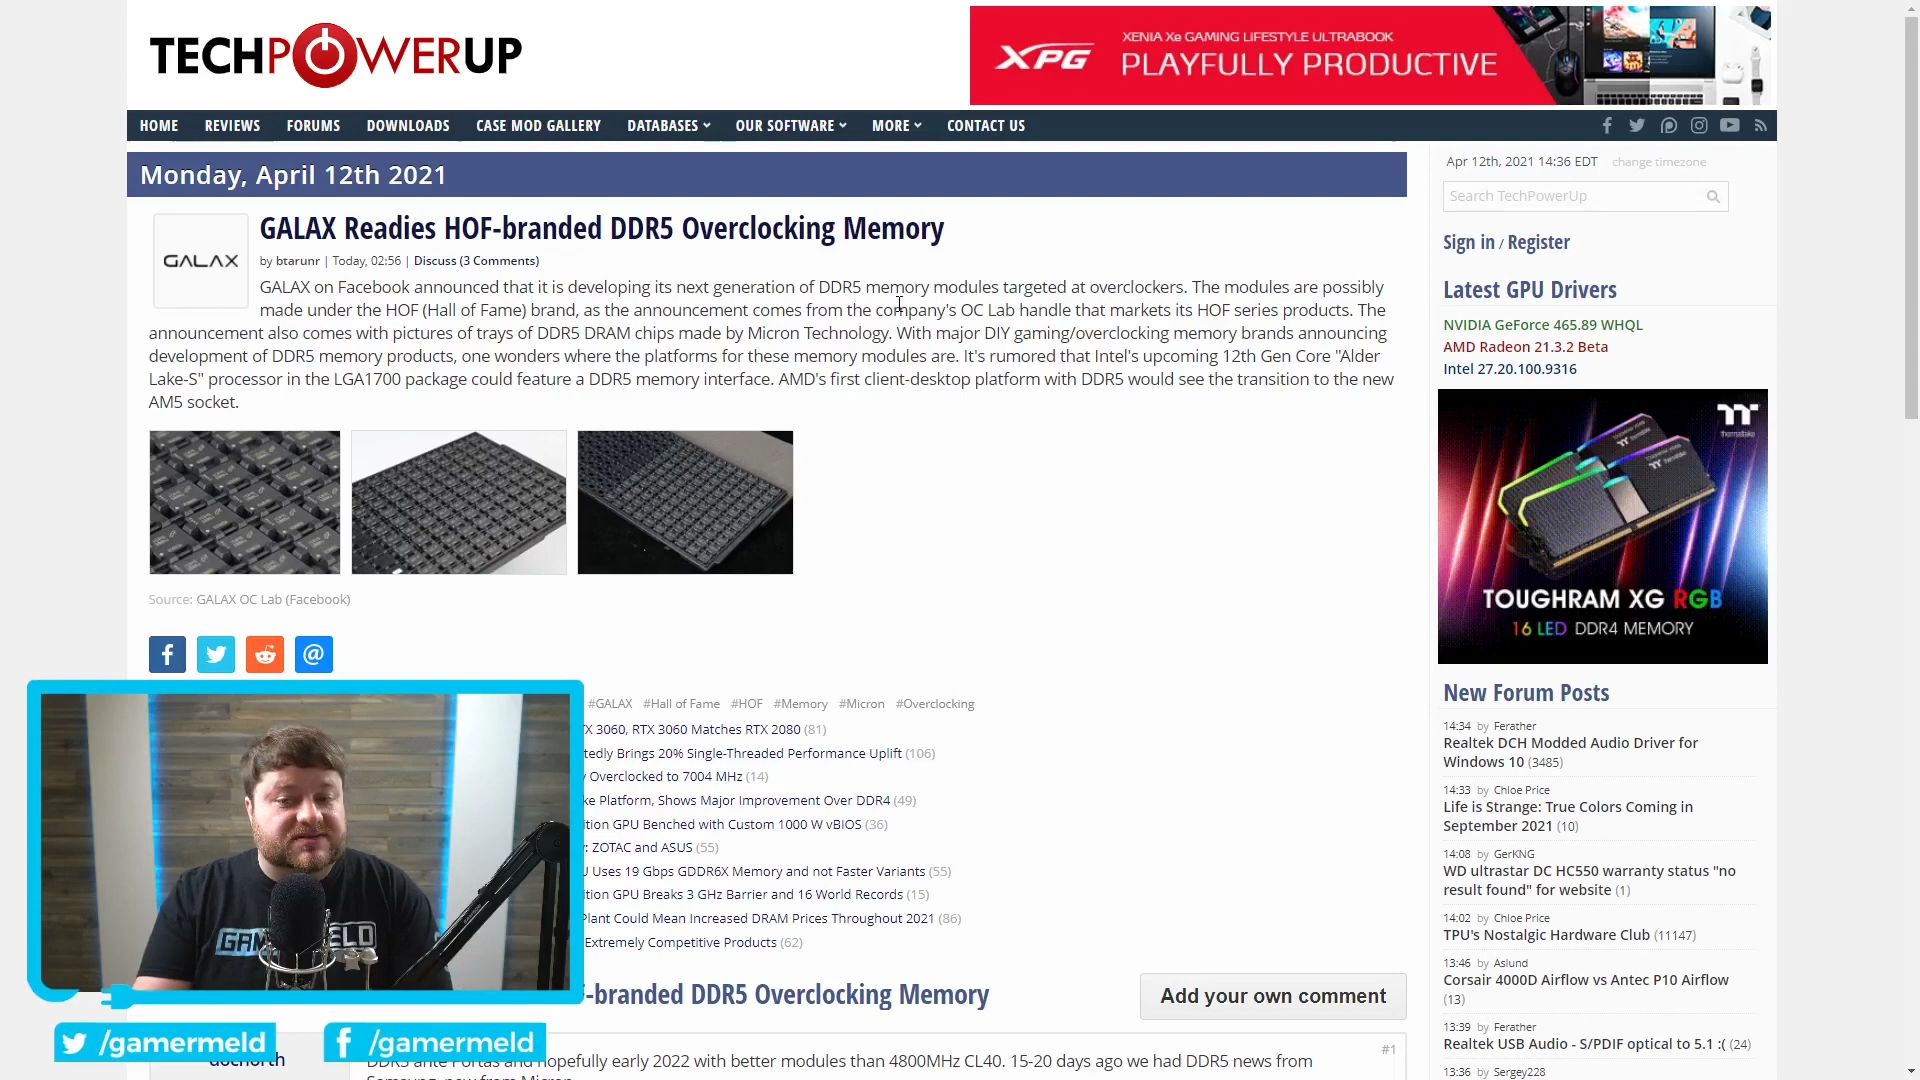 TECHPOWERUP
XPG
XENIA Xe GAMING LIFESTYLE ULTRABOOK
PLAYFULLY PRODUCTIVE
HOME REVIEWS FORUMS DOWNLOADS CASE MOD GALLERY DATABASES OUR SOFTWARE MORE CONTACT US
Monday, April 12th 2021
GALAX
GALAX Readies HOF-branded DDR5 Overclocking Memory
by btarunr | Today, 02:56 | Discuss (3 Comments)
GALAX on Facebook announced that it is developing its next generation of DDR5 memory modules targeted at overclockers. The modules are possibly
made under the HOF (Hall of Fame) brand, as the announcement comes from the company's OC Lab handle that markets its HOF series products. The
announcement also comes with pictures of trays of DDR5 DRAM chips made by Micron Technology. With major DIY gaming/overclocking memory brands announcing
development of DDR5 memory products, one wonders where the platforms for these memory modules are. It's rumored that Intel's upcoming 12th Gen Core "Alder
Lake-S" processor in the LGA1700 package could feature a DDR5 memory interface. AMD's first client-desktop platform with DDR5 would see the transition to the new
AM5 socket.
Source: GALAX OC Lab (Facebook)
#GALAX #Hall of Fame #HOF #Memory #Micron #Overclocking
X 3060, RTX 3060 Matches RTX 2080 (81)
tedly Brings 20% Single-Threaded Performance Uplift (106)
y Overclocked to 7004 MHz (14)
ke Platform, Shows Major Improvement Over DDR4 (49)
ition GPU Benched with Custom 1000 W vBIOS (36)
: ZOTAC and ASUS (55)
J Uses 19 Gbps GDDR6X Memory and not Faster Variants (55)
ition GPU Breaks 3 GHz Barrier and 16 World Records (15)
Plant Could Mean Increased DRAM Prices Throughout 2021 (86)
Extremely Competitive Products (62)
-branded DDR5 Overclocking Memory
Add your own comment
docnorth
#1
DDR5 ante Portas and hopefully early 2022 with better modules than 4800MHz CL40. 15-20 days ago we had DDR5 news from
Samsung, now from Micron
/gamermeld
/gamermeld
Apr 12th, 2021 14:36 EDT change timezone
Search TechPowerUp
Sign in / Register
Latest GPU Drivers
NVIDIA GeForce 465.89 WHQL
AMD Radeon 21.3.2 Beta
Intel 27.20.100.9316
thermaltake
TOUGHRAM XG RGB
16 LED DDR4 MEMORY
New Forum Posts
14:34 by Ferather
Realtek DCH Modded Audio Driver for
Windows 10 (3485)
14:33 by Chloe Price
Life is Strange: True Colors Coming in
September 2021 (10)
14:08 by GerKNG
WD ultrastar DC HC550 warranty status "no
result found" for website (1)
14:02 by Chloe Price
TPU's Nostalgic Hardware Club (11147)
13:46 by Aslund
Corsair 4000D Airflow vs Antec P10 Airflow
(13)
13:39 by Ferather
Realtek USB Audio - S/PDIF optical to 5.1 :( (24)
13:36 by Sergey228